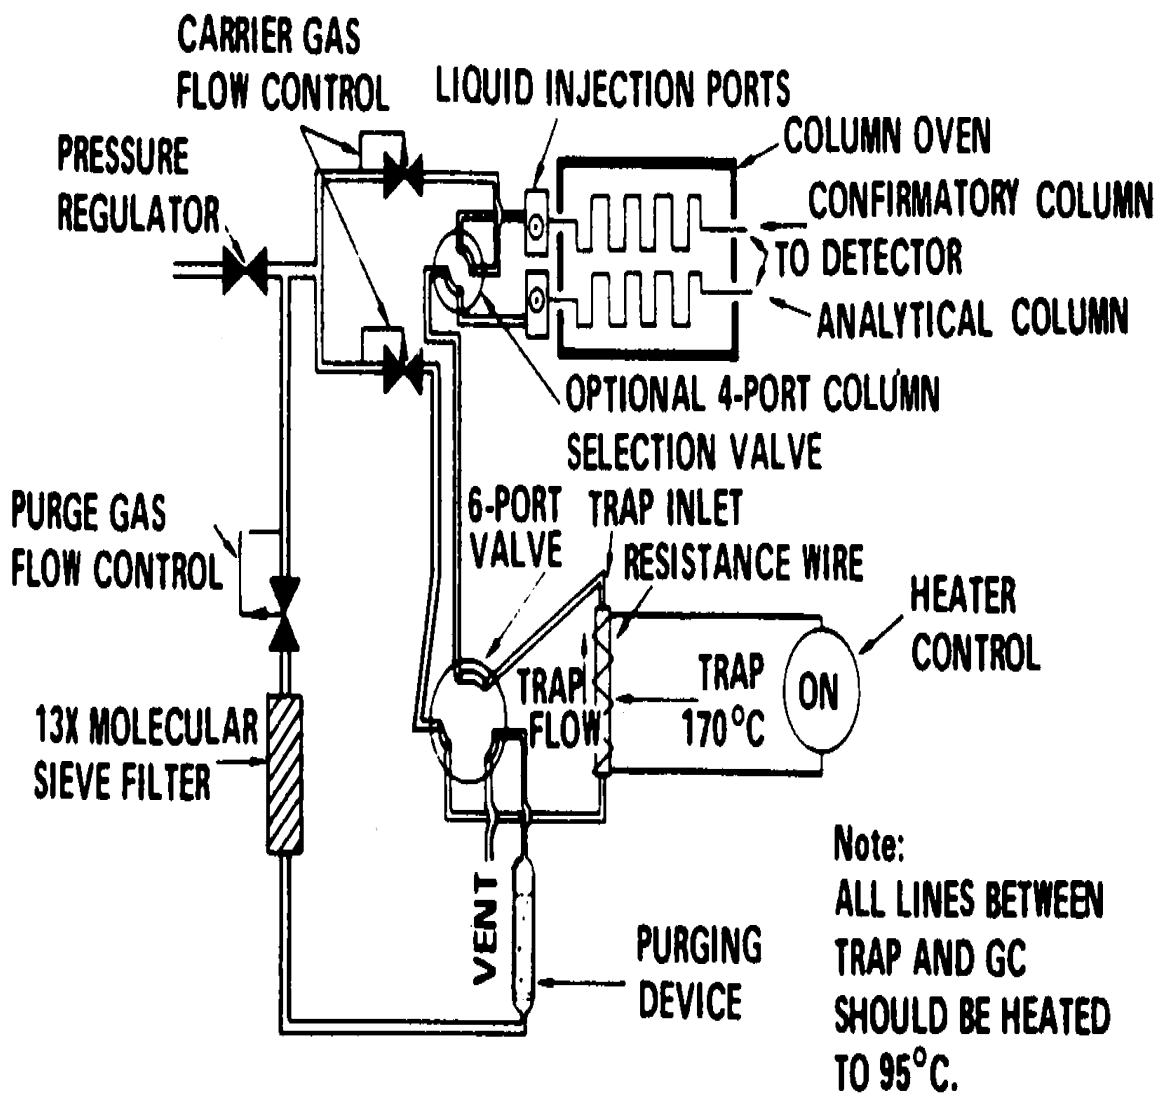 CARRIER GAS
FLOW CONTROL
LIQUID INJECTION PORTS
PRESSURE
REGULATOR
COLUMN OVEN
CONFIRMATORY COLUMN
TO DETECTOR
ANALYTICAL COLUMN
OPTIONAL 4-PORT COLUMN
SELECTION VALVE
PURGE GAS
FLOW CONTROL
6-PORT
VALVE
TRAP INLET
RESISTANCE WIRE
HEATER
CONTROL
ON
TRAP
FLOW
TRAP
170°C
13X MOLECULAR
SIEVE FILTER
VENT
PURGING
DEVICE
Note:
ALL LINES BETWEEN
TRAP AND GC
SHOULD BE HEATED
TO 95°C.